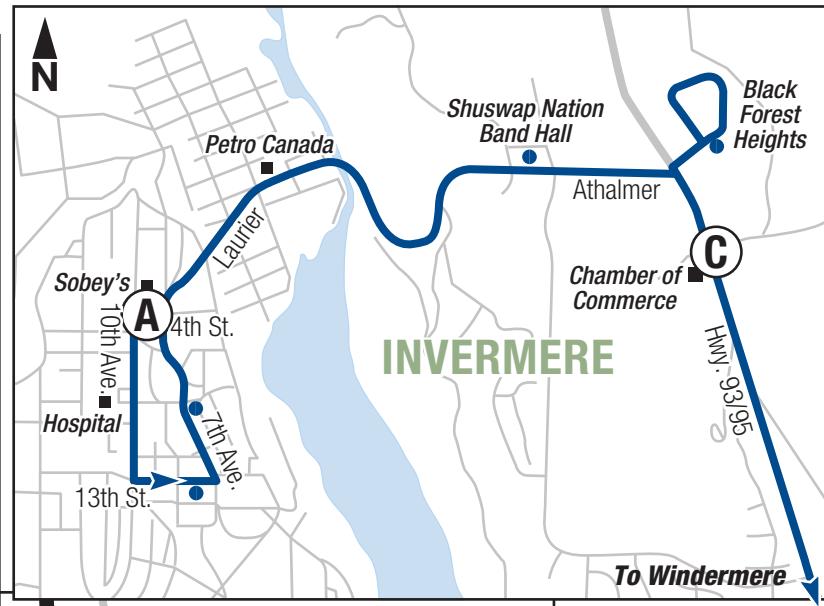 N
Petro Canada
Shuswap Nation
Band Hall
Black
Forest
Heights
Athalmer
Laurier
C
Chamber of
Commerce
Sobey's
A
4th St.
10th Ave.
INVERMERE
Hwy. 93/95
Hospital
7th Ave.
13th St.
To Windermere